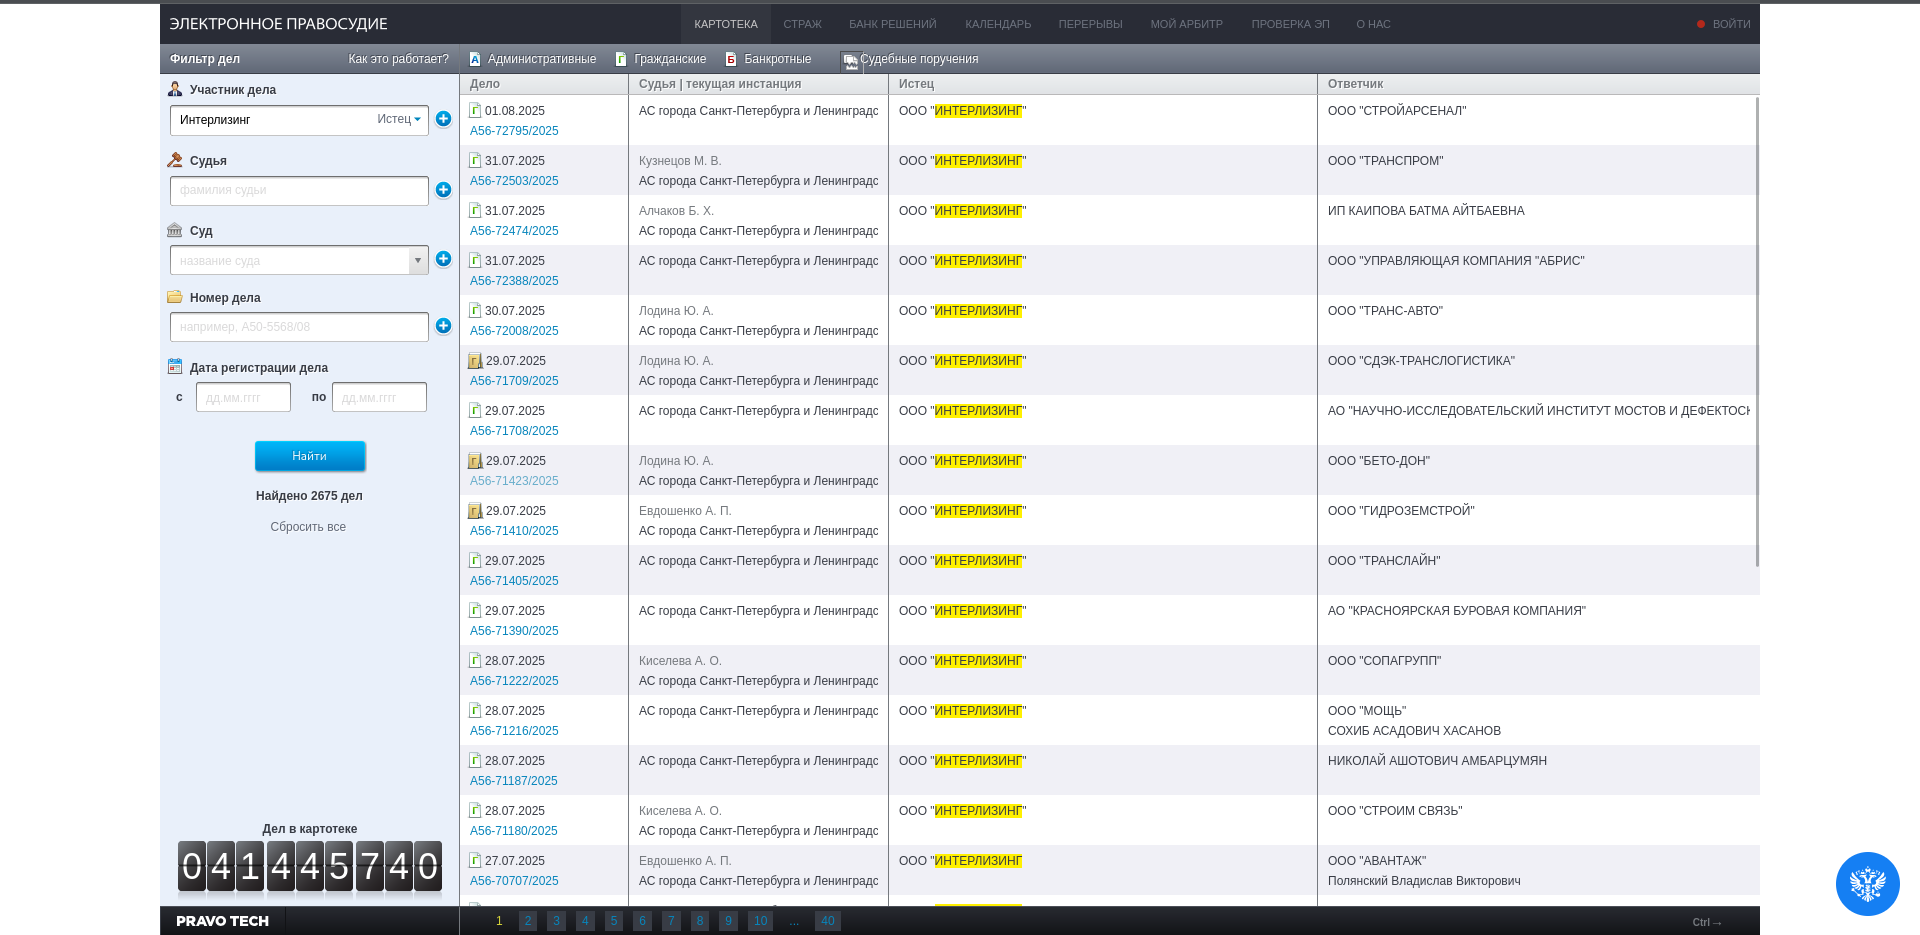 ЭЛЕКТРОННОЕ ПРАВОСУДИЕ КАРТОТЕКА СТРАЖ БАНК РЕШЕНИЙ КАЛЕНДАРЬ ПЕРЕРЫВЫ МОЙ АРБИТР ПРОВЕРКА ЭП О НАС ВОЙТИ
Фильтр дел Как это работает? Административные Гражданские Банкротные Судебные поручения
Дело Судья | текущая инстанция Истец Ответчик
Участник дела
Интерлизинг Истец
Судья
фамилия судьи
Суд
название суда
Номер дела
например, А50-5568/08
Дата регистрации дела
с дд.мм.гггг по дд.мм.гггг
Найти
Найдено 2675 дел
Сбросить все
Дел в картотеке
041445740
01.08.2025 АС города Санкт-Петербурга и Ленинградс ООО "ИНТЕРЛИЗИНГ" ООО "СТРОЙАРСЕНАЛ"
А56-72795/2025
31.07.2025 Кузнецов М. В. ООО "ИНТЕРЛИЗИНГ" ООО "ТРАНСПРОМ"
А56-72503/2025 АС города Санкт-Петербурга и Ленинградс
31.07.2025 Алчаков Б. Х. ООО "ИНТЕРЛИЗИНГ" ИП КАИПОВА БАТМА АЙТБАЕВНА
А56-72474/2025 АС города Санкт-Петербурга и Ленинградс
31.07.2025 АС города Санкт-Петербурга и Ленинградс ООО "ИНТЕРЛИЗИНГ" ООО "УПРАВЛЯЮЩАЯ КОМПАНИЯ "АБРИС"
А56-72388/2025
30.07.2025 Лодина Ю. А. ООО "ИНТЕРЛИЗИНГ" ООО "ТРАНС-АВТО"
А56-72008/2025 АС города Санкт-Петербурга и Ленинградс
29.07.2025 Лодина Ю. А. ООО "ИНТЕРЛИЗИНГ" ООО "СДЭК-ТРАНСЛОГИСТИКА"
А56-71709/2025 АС города Санкт-Петербурга и Ленинградс
29.07.2025 АС города Санкт-Петербурга и Ленинградс ООО "ИНТЕРЛИЗИНГ" АО "НАУЧНО-ИССЛЕДОВАТЕЛЬСКИЙ ИНСТИТУТ МОСТОВ И ДЕФЕКТОСК
А56-71708/2025
29.07.2025 Лодина Ю. А. ООО "ИНТЕРЛИЗИНГ" ООО "БЕТО-ДОН"
А56-71423/2025 АС города Санкт-Петербурга и Ленинградс
29.07.2025 Евдошенко А. П. ООО "ИНТЕРЛИЗИНГ" ООО "ГИДРОЗЕМСТРОЙ"
А56-71410/2025 АС города Санкт-Петербурга и Ленинградс
29.07.2025 АС города Санкт-Петербурга и Ленинградс ООО "ИНТЕРЛИЗИНГ" ООО "ТРАНСЛАЙН"
А56-71405/2025
29.07.2025 АС города Санкт-Петербурга и Ленинградс ООО "ИНТЕРЛИЗИНГ" АО "КРАСНОЯРСКАЯ БУРОВАЯ КОМПАНИЯ"
А56-71390/2025
28.07.2025 Киселева А. О. ООО "ИНТЕРЛИЗИНГ" ООО "СОПАГРУПП"
А56-71222/2025 АС города Санкт-Петербурга и Ленинградс
28.07.2025 АС города Санкт-Петербурга и Ленинградс ООО "ИНТЕРЛИЗИНГ" ООО "МОЩЬ"
А56-71216/2025 СОХИБ АСАДОВИЧ ХАСАНОВ
28.07.2025 АС города Санкт-Петербурга и Ленинградс ООО "ИНТЕРЛИЗИНГ" НИКОЛАЙ АШОТОВИЧ АМБАРЦУМЯН
А56-71187/2025
28.07.2025 Киселева А. О. ООО "ИНТЕРЛИЗИНГ" ООО "СТРОИМ СВЯЗЬ"
А56-71180/2025 АС города Санкт-Петербурга и Ленинградс
27.07.2025 Евдошенко А. П. ООО "ИНТЕРЛИЗИНГ ООО "АВАНТАЖ"
А56-70707/2025 АС города Санкт-Петербурга и Ленинградс Полянский Владислав Викторович
PRAVO TECH 1 2 3 4 5 6 7 8 9 10 ... 40 Ctrl →